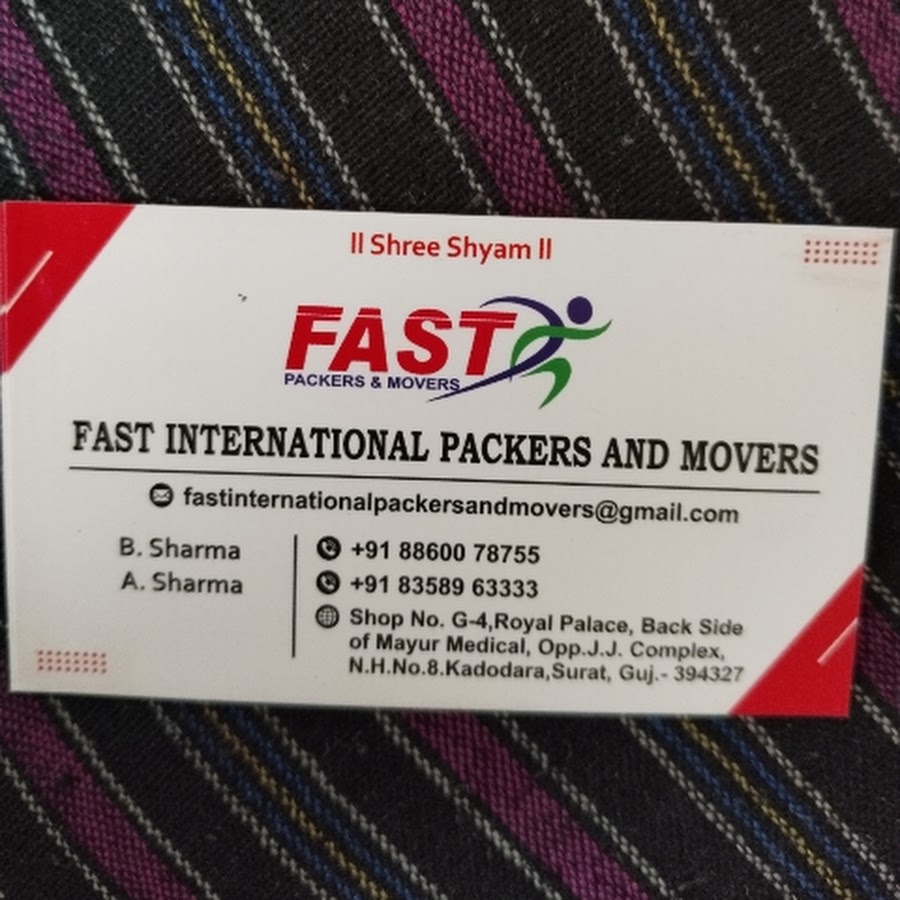 ll Shree Shyam ll
FAST
PACKERS & MOVERS
FAST INTERNATIONAL PACKERS AND MOVERS
fastinternationalpackersandmovers@gmail.com
B. Sharma
A. Sharma
+91 88600 78755
+91 83589 63333
Shop No. G-4,Royal Palace, Back Side
of Mayur Medical, Opp.J.J. Complex,
N.H.No.8.Kadodara,Surat, Guj.- 394327